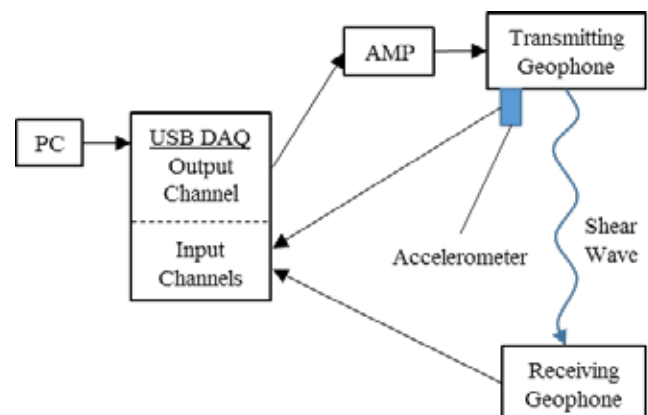 PC
USB DAQ
Output
Channel
Input
Channels
AMP
Transmitting
Geophone
Accelerometer
Shear
Wave
Receiving
Geophone